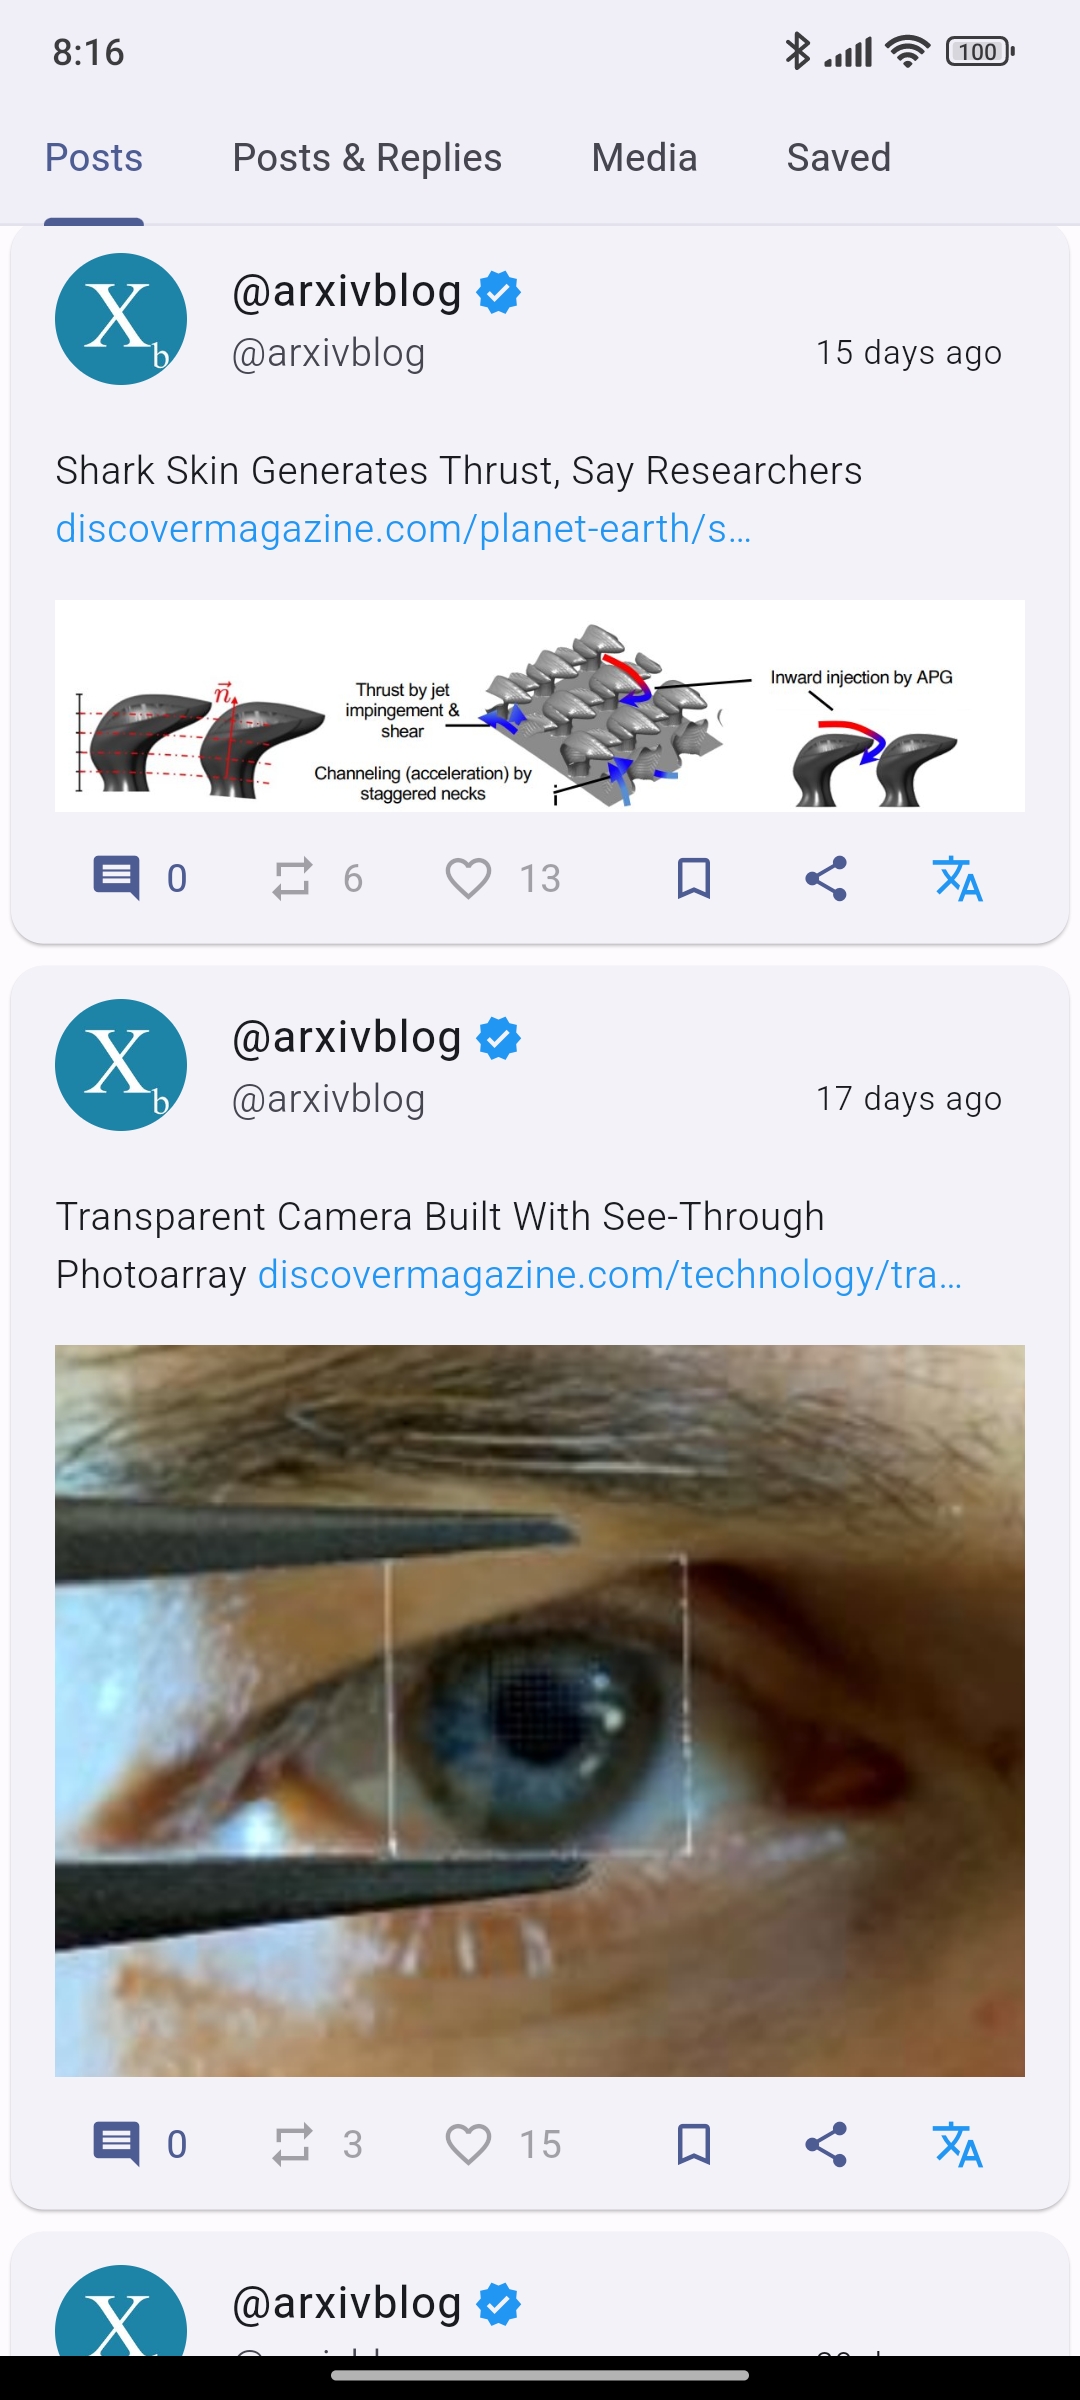 8:16
100
Posts
Posts & Replies
Media
Saved
X
b
@arxivblog
@arxivblog
15 days ago
Shark Skin Generates Thrust, Say Researchers
discovermagazine.com/planet-earth/s…
n
Thrust by jet
impingement &
shear
Channeling (acceleration) by
staggered necks
Inward injection by APG
0
6
13
X
b
@arxivblog
@arxivblog
17 days ago
Transparent Camera Built With See-Through
Photoarray discovermagazine.com/technology/tra…
0
3
15
X
@arxivblog